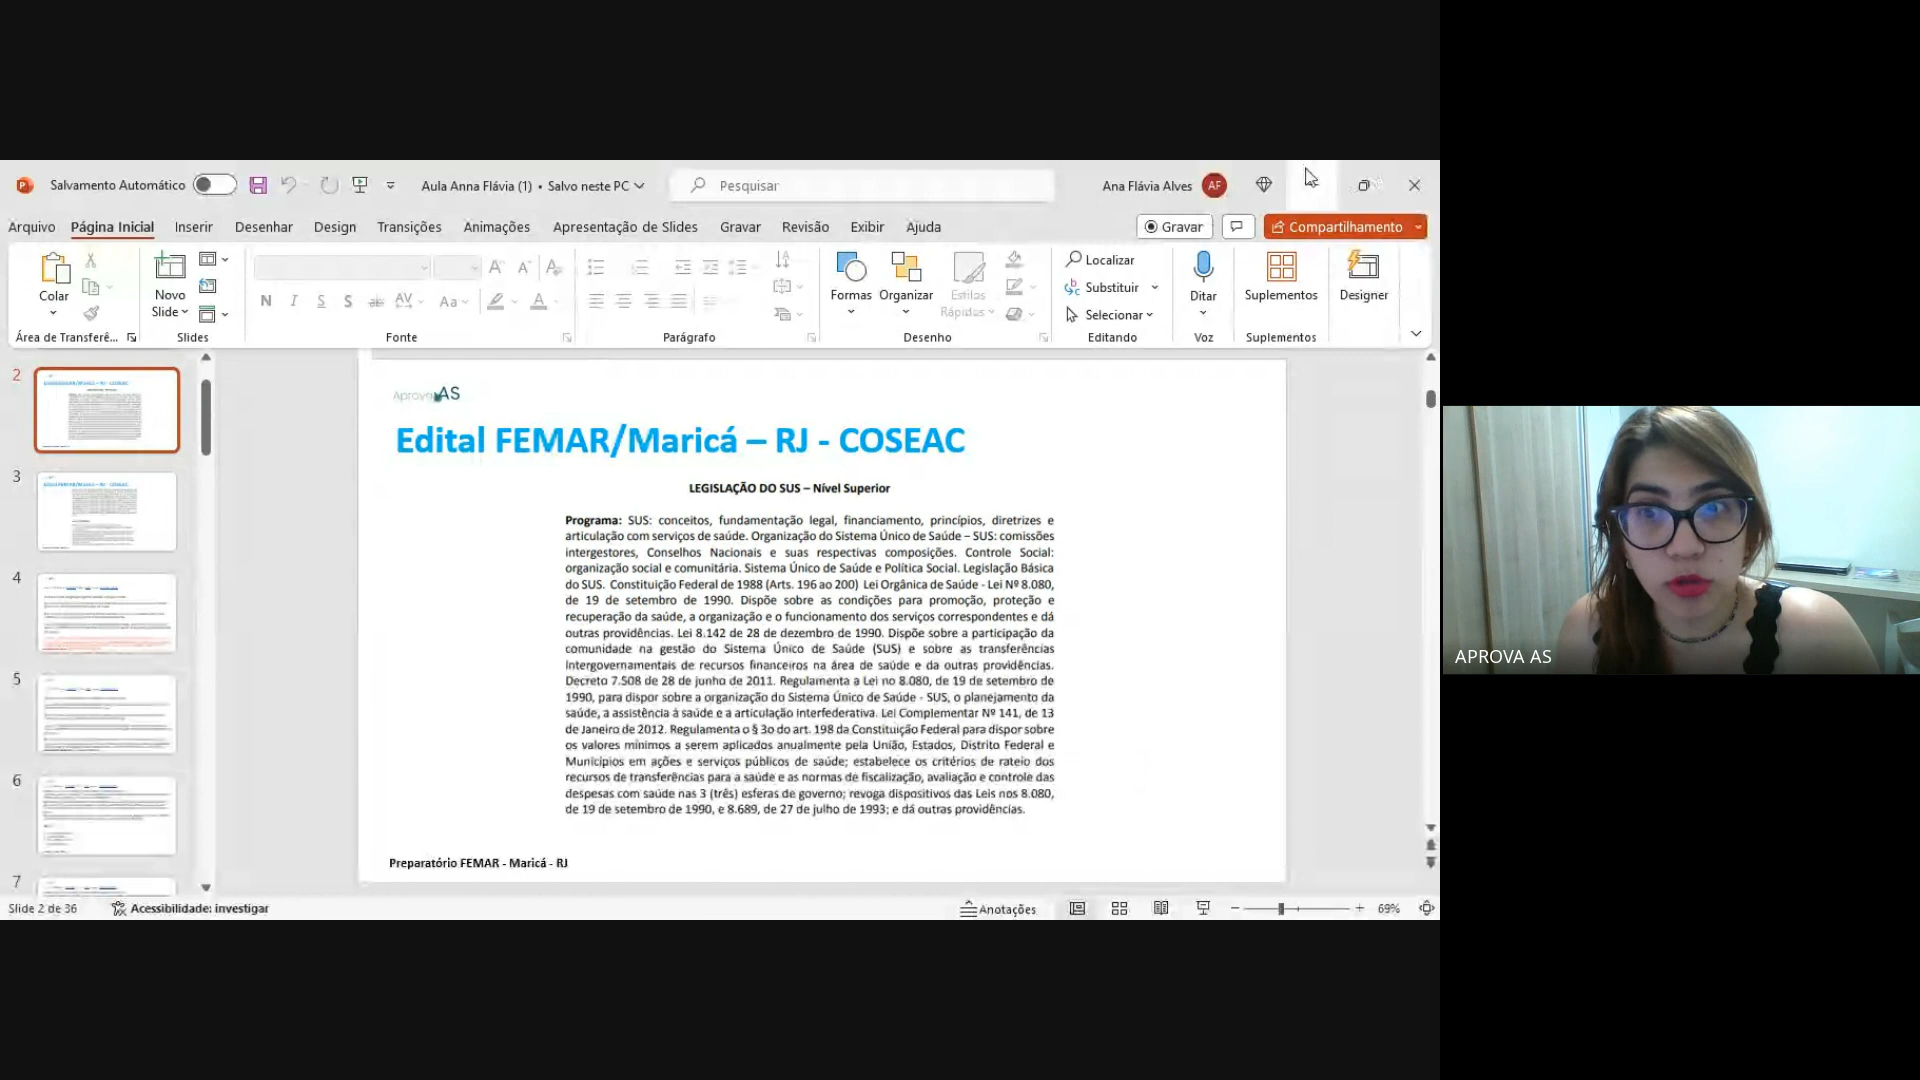 Salvamento Automático
Aula Anna Flávia (1) • Salvo neste PC
Pesquisar
Ana Flávia Alves
AF
Arquivo
Página Inicial
Inserir
Desenhar
Design
Transições
Animações
Apresentação de Slides
Gravar
Revisão
Exibir
Ajuda
Gravar
Compartilhamento
Colar
Área de Transferê...
Novo
Slide
Slides
N I S S ab AV Aa A
Fonte
Parágrafo
Formas
Organizar
Estilos
Rápidos
Desenho
Localizar
Substituir
Selecionar
Editando
Ditar
Voz
Suplementos
Suplementos
Designer
2
3
4
5
6
7
AprovaAS
Edital FEMAR/Maricá – RJ - COSEAC
LEGISLAÇÃO DO SUS – Nível Superior
Programa: SUS: conceitos, fundamentação legal, financiamento, princípios, diretrizes e
articulação com serviços de saúde. Organização do Sistema Único de Saúde – SUS: comissões
intergestores, Conselhos Nacionais e suas respectivas composições. Controle Social:
organização social e comunitária. Sistema Único de Saúde e Política Social. Legislação Básica
do SUS. Constituição Federal de 1988 (Arts. 196 ao 200) Lei Orgânica de Saúde - Lei Nº 8.080,
de 19 de setembro de 1990. Dispõe sobre as condições para promoção, proteção e
recuperação da saúde, a organização e o funcionamento dos serviços correspondentes e dá
outras providências. Lei 8.142 de 28 de dezembro de 1990. Dispõe sobre a participação da
comunidade na gestão do Sistema Único de Saúde (SUS) e sobre as transferências
intergovernamentais de recursos financeiros na área de saúde e da outras providências.
Decreto 7.508 de 28 de junho de 2011. Regulamenta a Lei no 8.080, de 19 de setembro de
1990, para dispor sobre a organização do Sistema Único de Saúde - SUS, o planejamento da
saúde, a assistência à saúde e a articulação interfederativa. Lei Complementar Nº 141, de 13
de Janeiro de 2012. Regulamenta o § 3o do art. 198 da Constituição Federal para dispor sobre
os valores mínimos a serem aplicados anualmente pela União, Estados, Distrito Federal e
Municípios em ações e serviços públicos de saúde; estabelece os critérios de rateio dos
recursos de transferências para a saúde e as normas de fiscalização, avaliação e controle das
despesas com saúde nas 3 (três) esferas de governo; revoga dispositivos das Leis nos 8.080,
de 19 de setembro de 1990, e 8.689, de 27 de julho de 1993; e dá outras providências.
Preparatório FEMAR - Maricá - RJ
Slide 2 de 36
Acessibilidade: investigar
Anotações
69%
APROVA AS